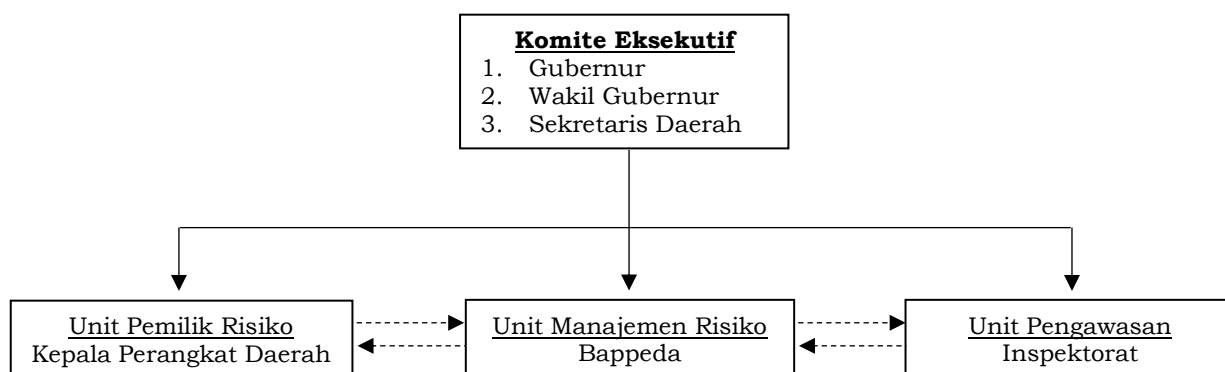 Komite Eksekutif
1. Gubernur
2. Wakil Gubernur
3. Sekretaris Daerah
Unit Pemilik Risiko
Kepala Perangkat Daerah
Unit Manajemen Risiko
Bappeda
Unit Pengawasan
Inspektorat